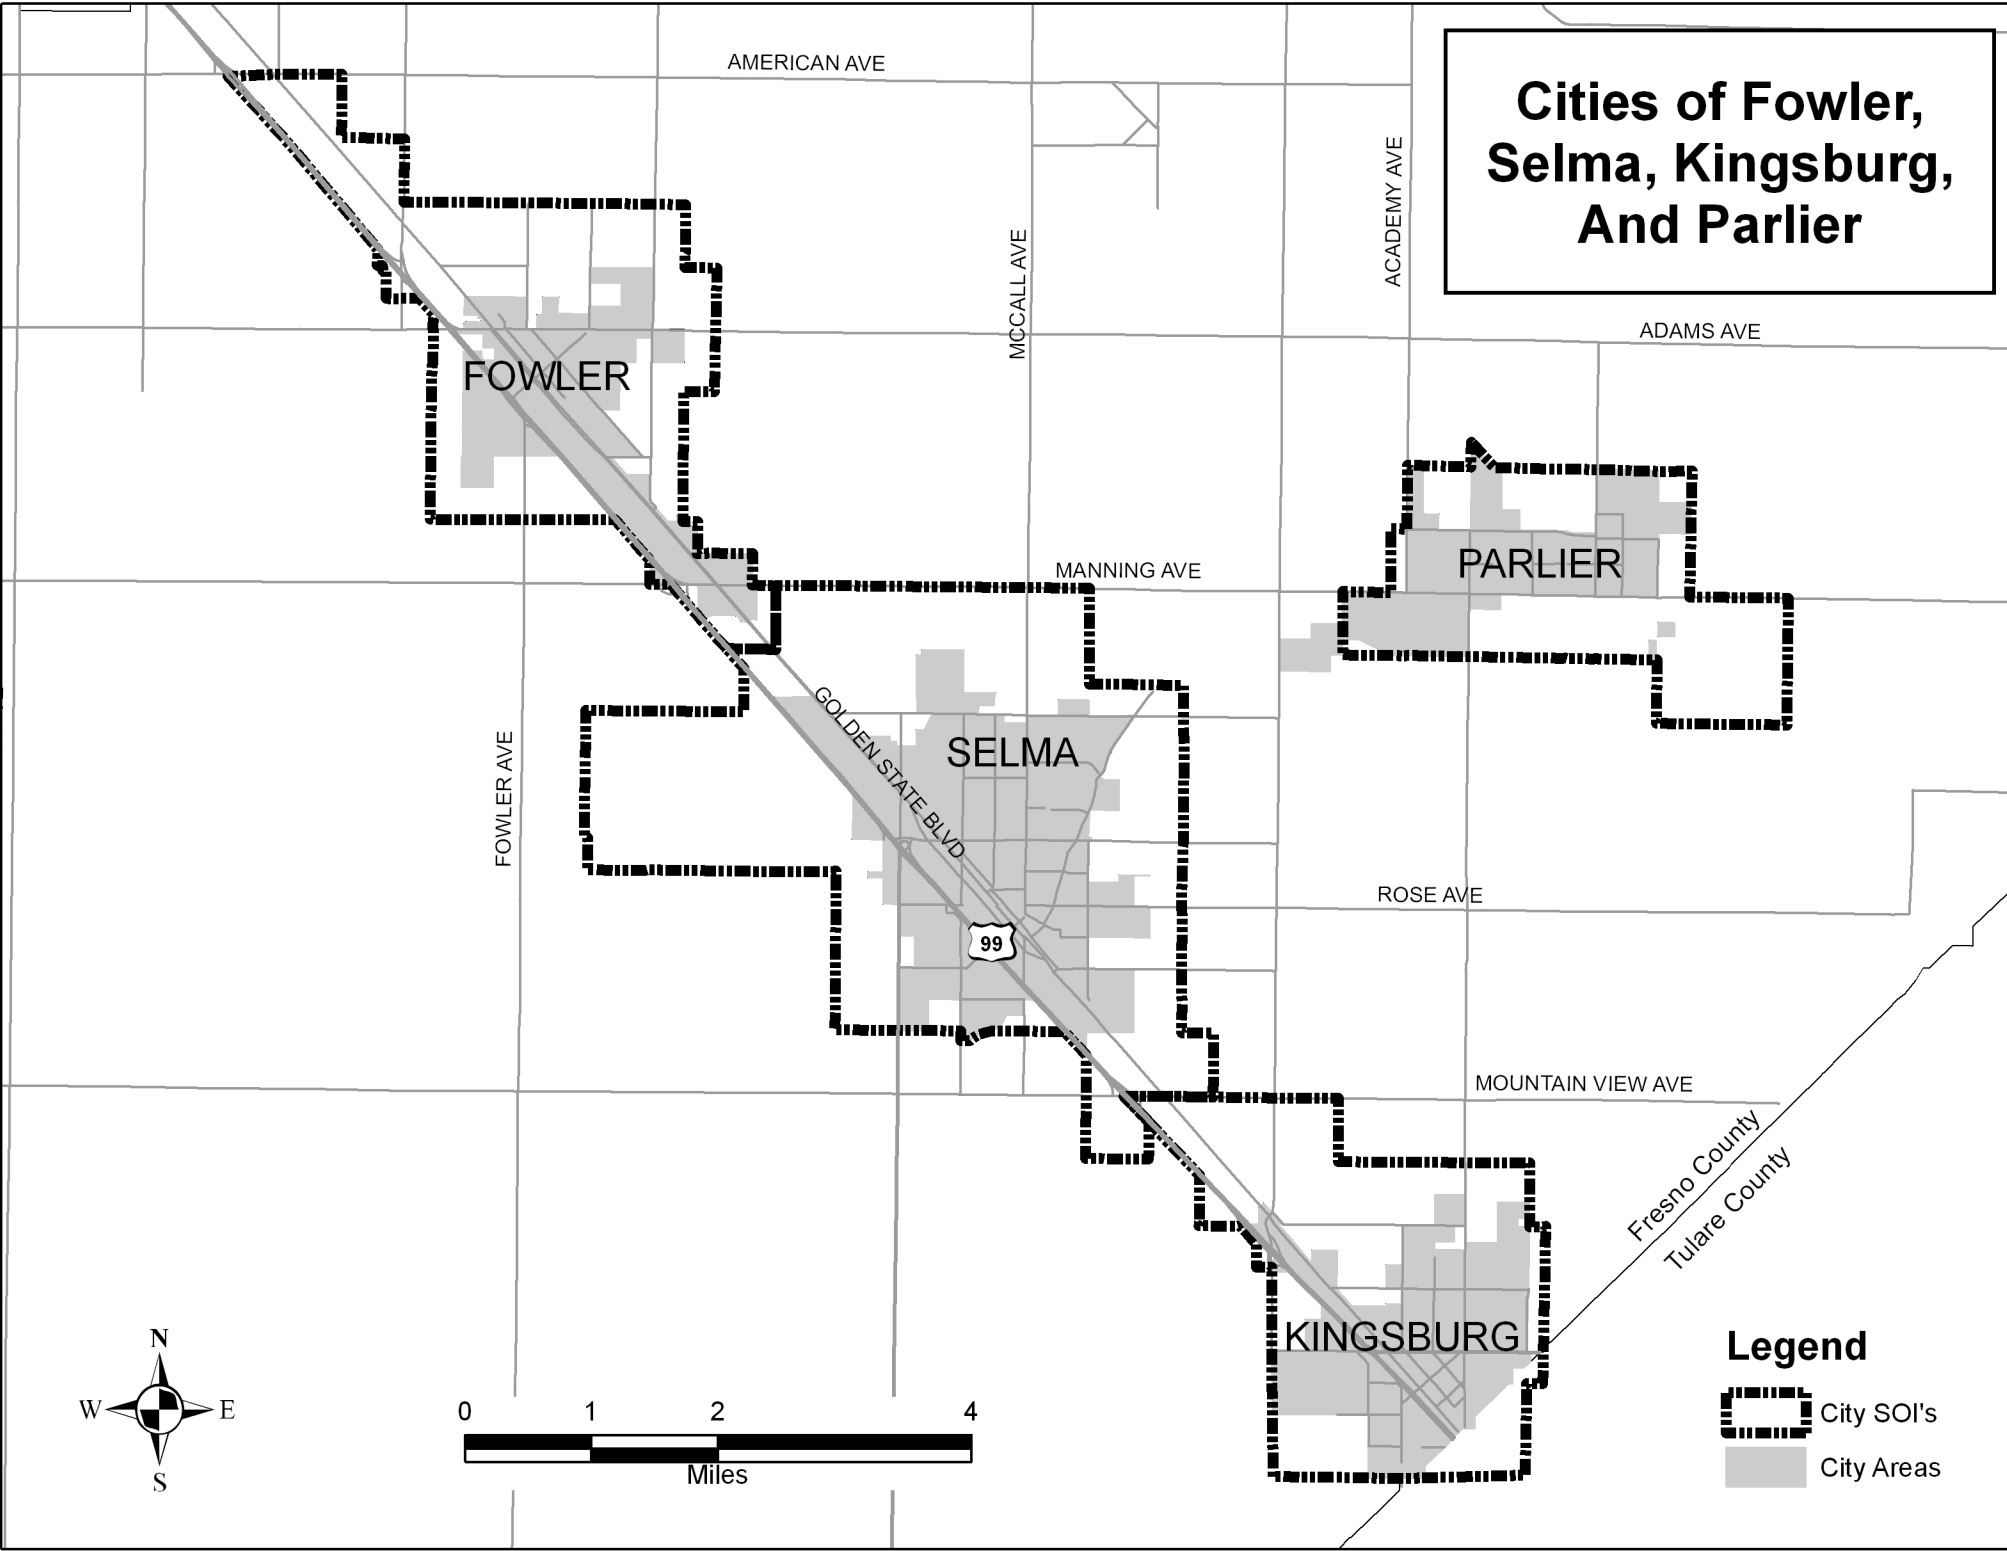 AMERICAN AVE
Cities of Fowler,
Selma, Kingsburg,
And Parlier
ACADEMY AVE
MCCALL AVE
ADAMS AVE
FOWLER
MANNING AVE
PARLIER
GOLDEN STATE BLVD
SELMA
FOWLER AVE
ROSE AVE
99
MOUNTAIN VIEW AVE
Fresno County
Tulare County
KINGSBURG
N
W E
S
0 1 2 4
Miles
Legend
City SOI's
City Areas